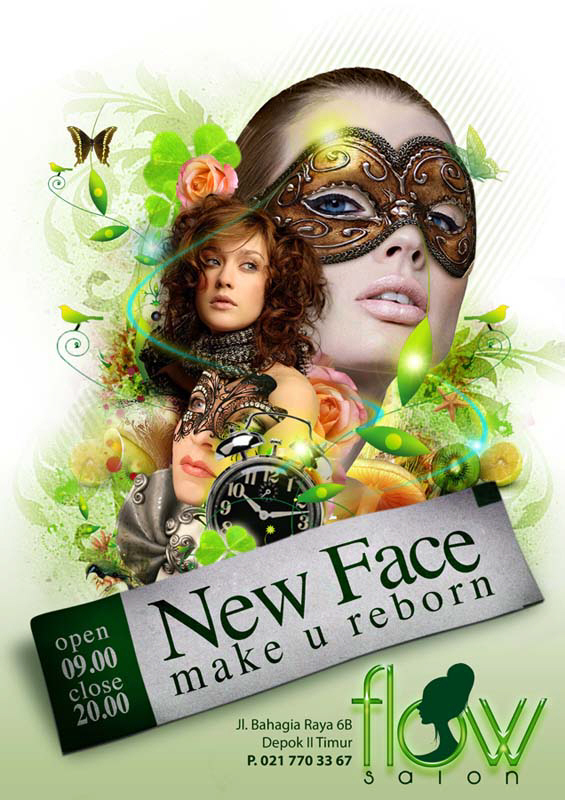 New Face
make u reborn
open
09.00
close
20.00
Jl. Bahagia Raya 6B
Depok II Timur
P. 021 770 33 67
flow
salon